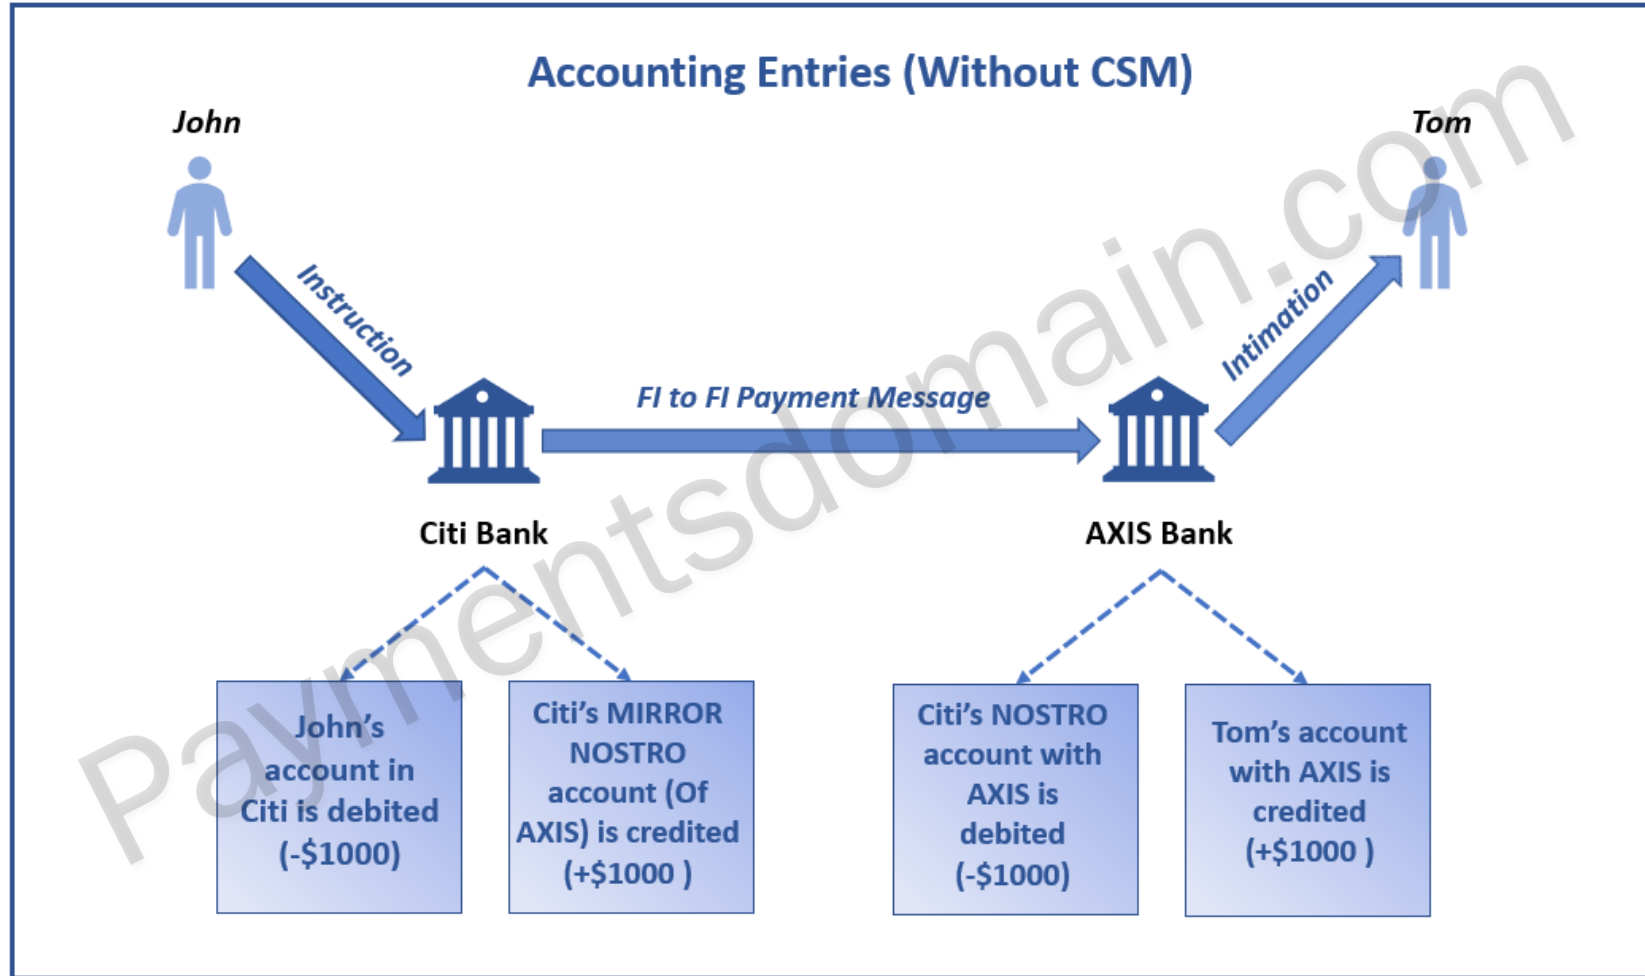 Accounting Entries (Without CSM)
John
Tom
Instruction
Intimation
FI to FI Payment Message
Citi Bank
AXIS Bank
John’s
account in
Citi is debited
(-$1000)
Citi’s MIRROR
NOSTRO
account (Of
AXIS) is credited
(+$1000 )
Citi’s NOSTRO
account with
AXIS is
debited
(-$1000)
Tom’s account
with AXIS is
credited
(+$1000 )
Paymentsdomain.com